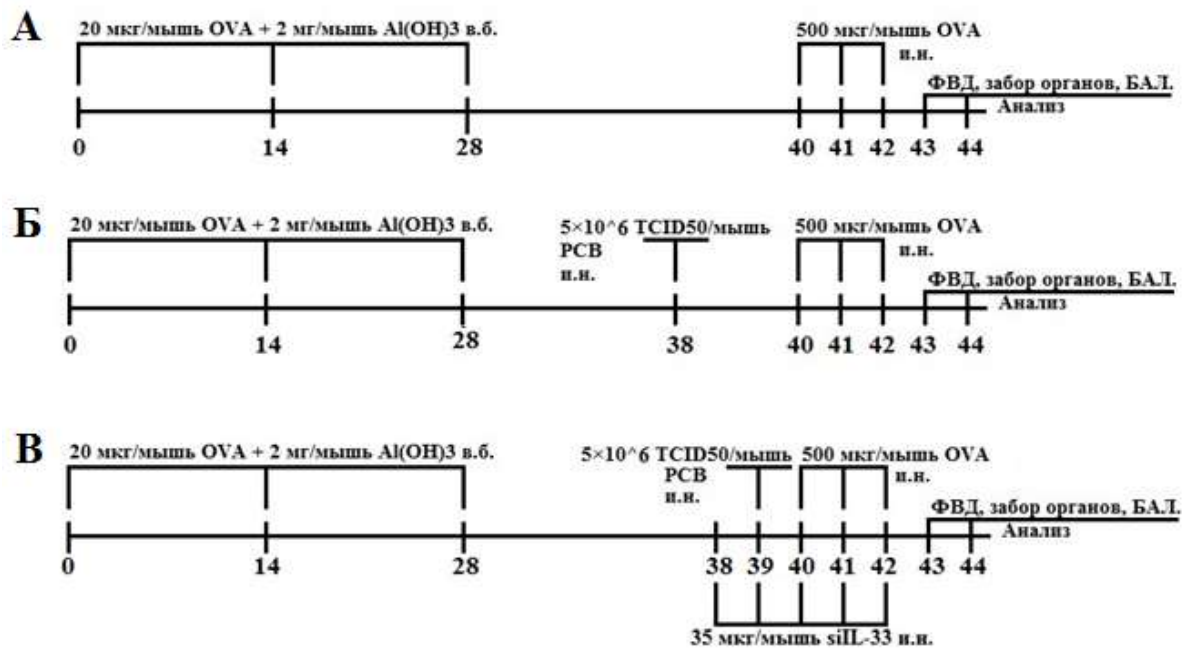 А
20 мкг/мышь OVA + 2 мг/мышь Al(OH)3 в.б.
500 мкг/мышь OVA
и.н.
ФВД, забор органов, БАЛ.
Анализ
0 14 28 40 41 42 43 44
Б
20 мкг/мышь OVA + 2 мг/мышь Al(OH)3 в.б.
5×10^6 TCID50/мышь
РСВ
и.н.
500 мкг/мышь OVA
и.н.
ФВД, забор органов, БАЛ.
Анализ
0 14 28 38 40 41 42 43 44
В
20 мкг/мышь OVA + 2 мг/мышь Al(OH)3 в.б.
5×10^6 TCID50/мышь
РСВ
и.н.
500 мкг/мышь OVA
и.н.
ФВД, забор органов, БАЛ.
Анализ
0 14 28 38 39 40 41 42 43 44
35 мкг/мышь siIL-33 и.н.